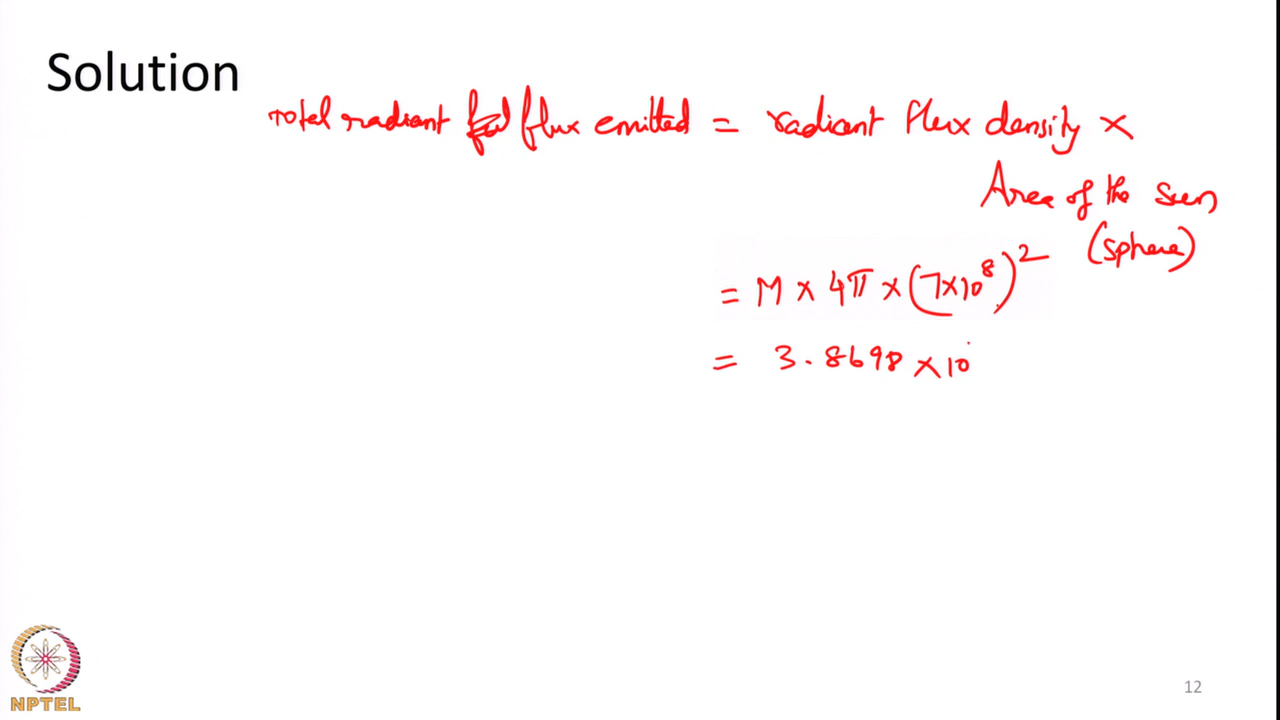 Solution
Total radiant flux emitted = radiant flux density ×
Area of the sun
(sphere)
= M × 4π × (7×10⁸)²
= 3.8698 × 10
NPTEL
12